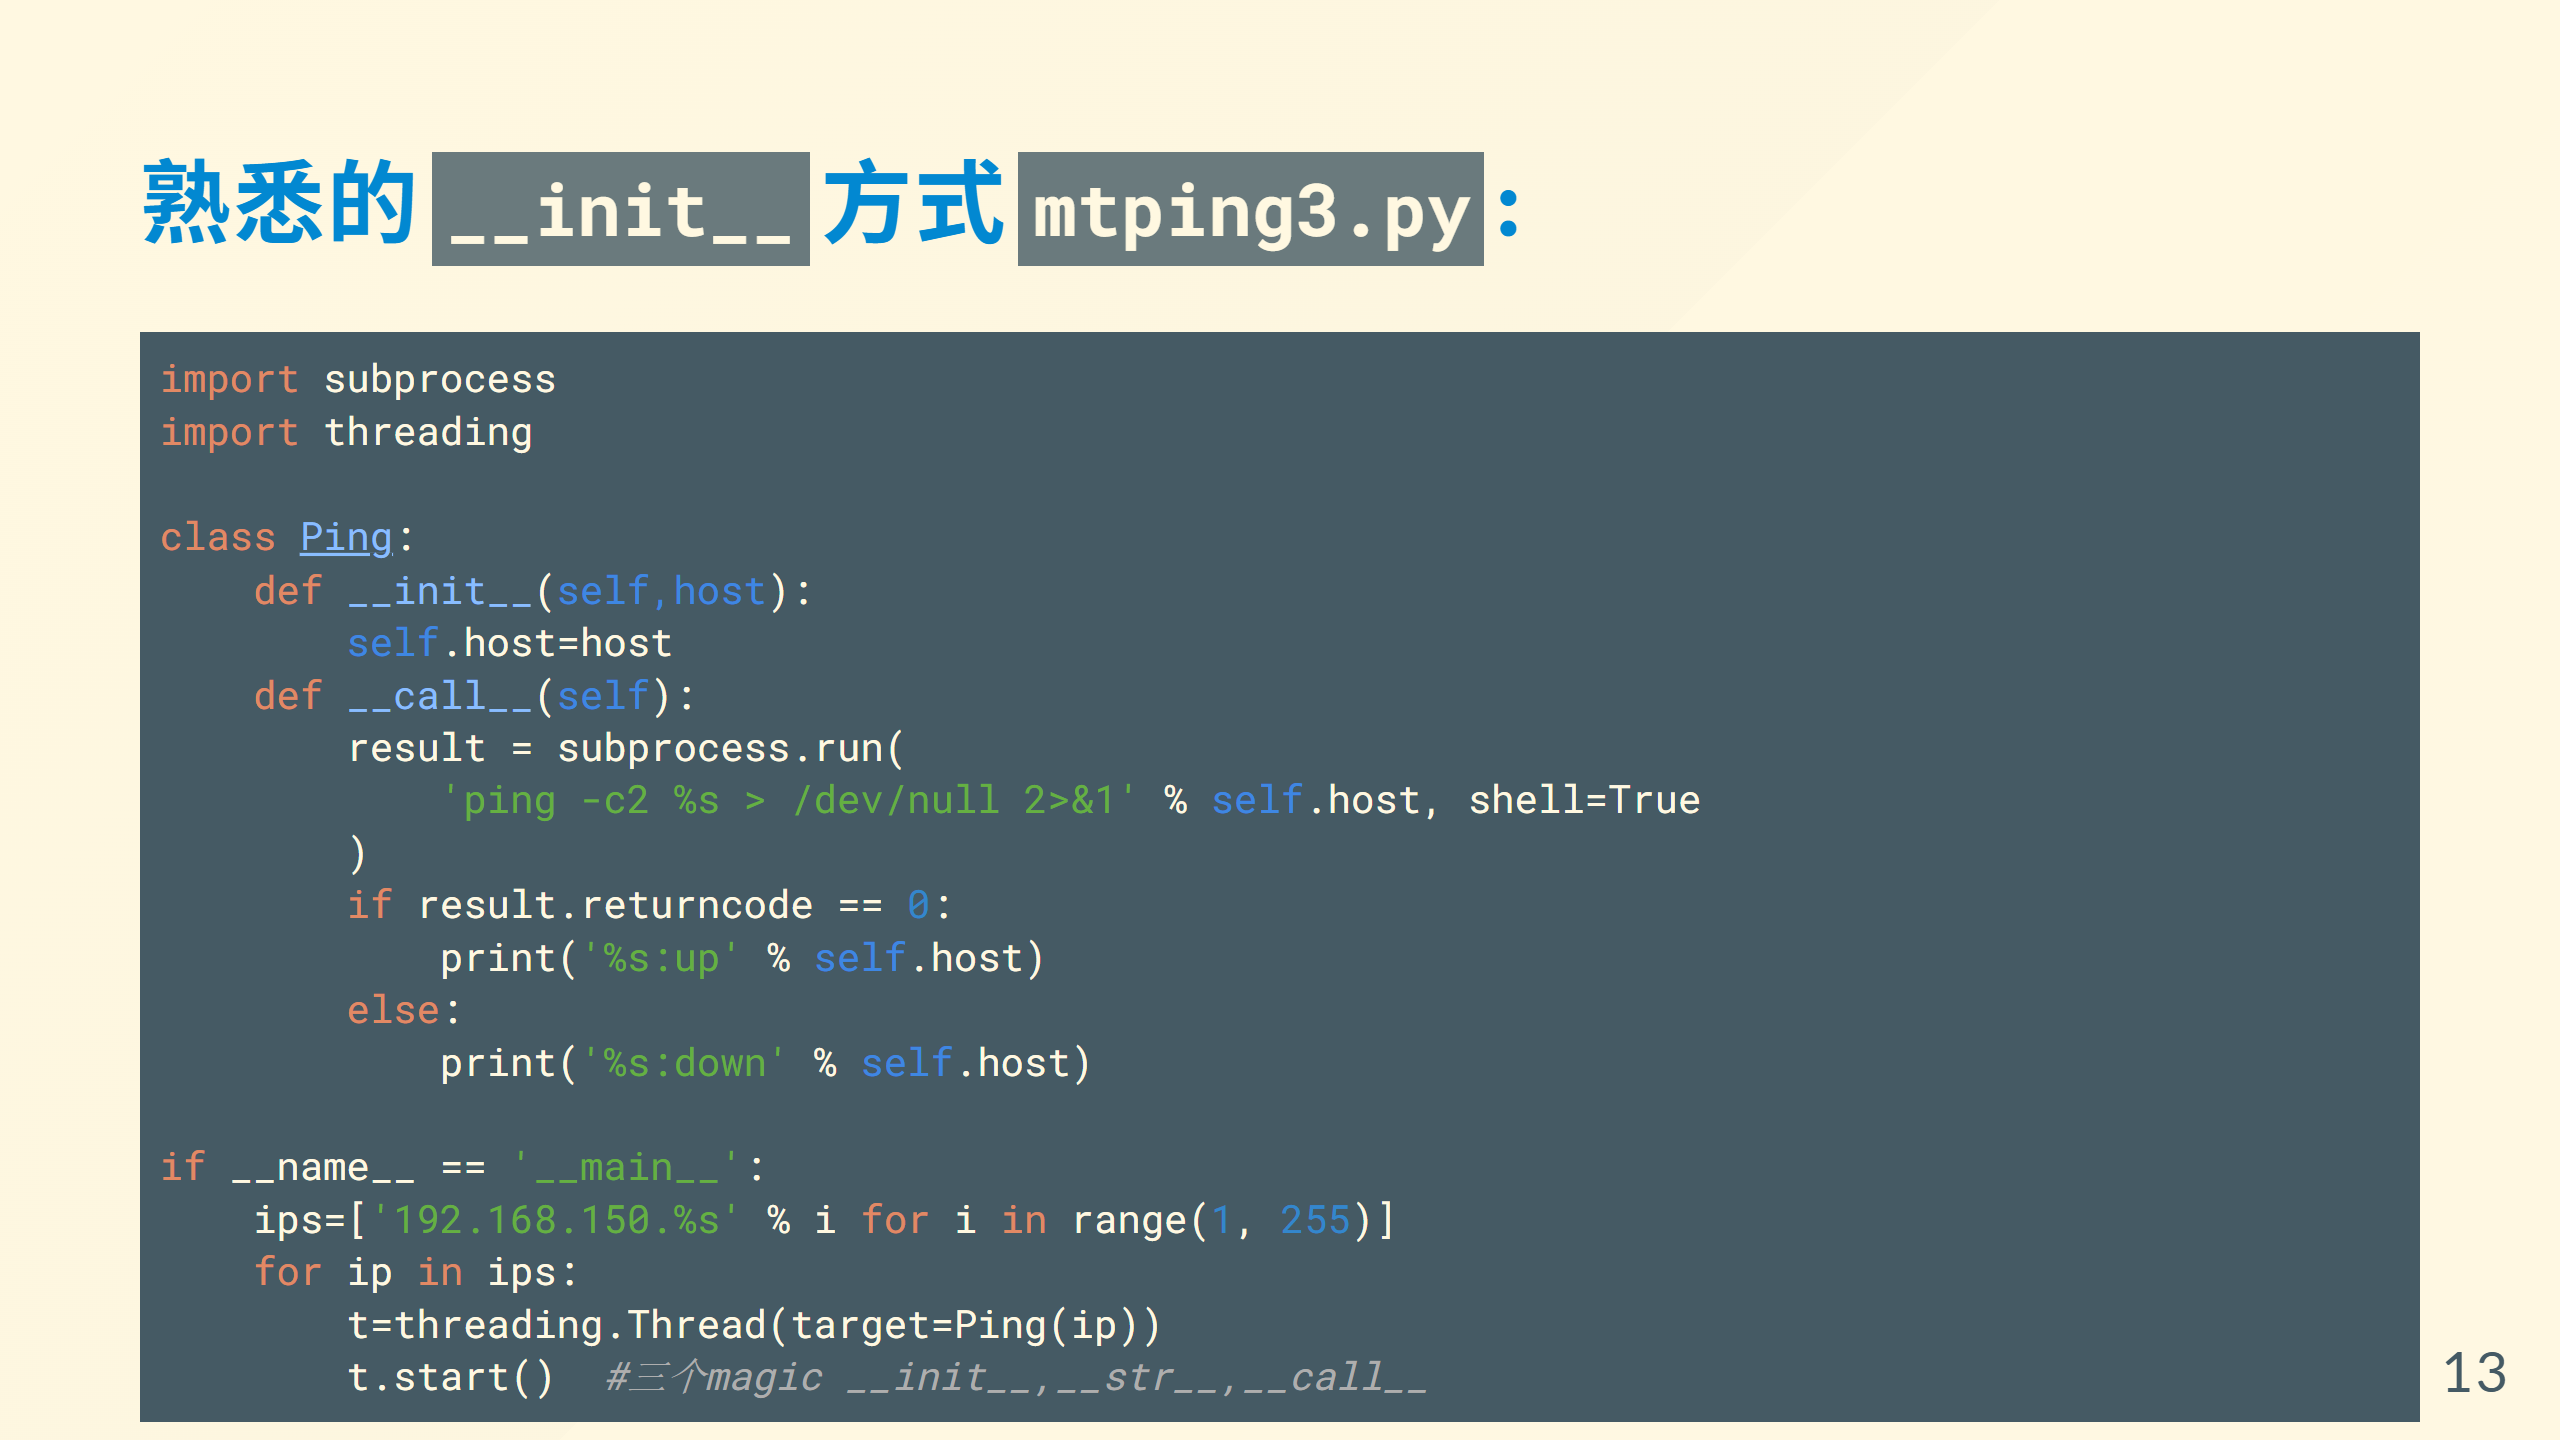 熟悉的 __init__ 方式 mtping3.py :
import subprocess
import threading

class Ping:
    def __init__(self,host):
        self.host=host
    def __call__(self):
        result = subprocess.run(
            'ping -c2 %s > /dev/null 2>&1' % self.host, shell=True
        )
        if result.returncode == 0:
            print('%s:up' % self.host)
        else:
            print('%s:down' % self.host)

if __name__ == '__main__':
    ips=['192.168.150.%s' % i for i in range(1, 255)]
    for ip in ips:
        t=threading.Thread(target=Ping(ip))
        t.start()  #三个magic __init__,__str__,__call__
13